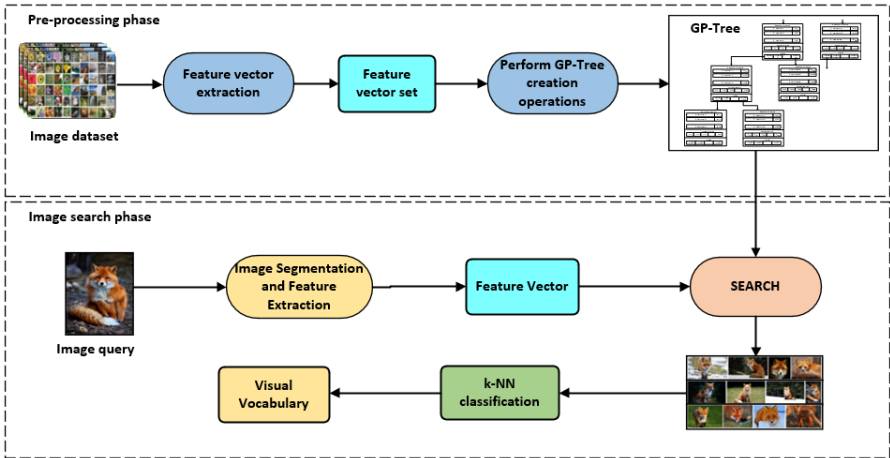 Pre-processing phase
GP-Tree
Feature vector
extraction
Feature
vector set
Perform GP-Tree
creation
operations
Image dataset
Image search phase
Image Segmentation
and Feature
Extraction
Feature Vector
SEARCH
Image query
Visual
Vocabulary
k-NN
classification